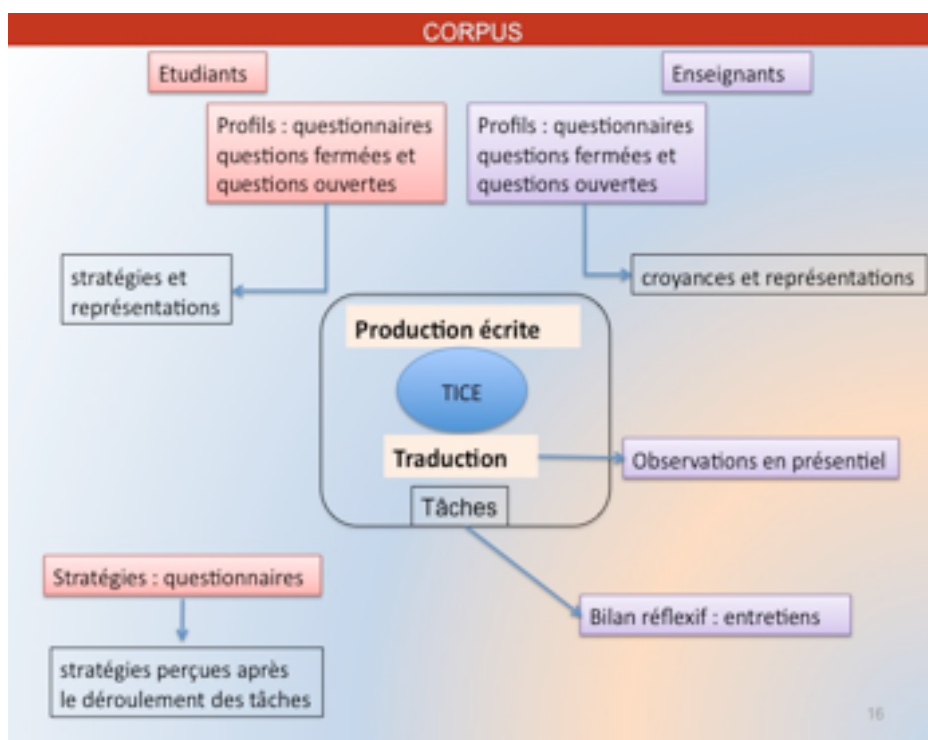 CORPUS
Etudiants
Enseignants
Profils : questionnaires
questions fermées et
questions ouvertes
Profils : questionnaires
questions fermées et
questions ouvertes
stratégies et
représentations
croyances et représentations
Production écrite
TICE
Traduction
Observations en présentiel
Tâches
Stratégies : questionnaires
Bilan réflexif : entretiens
stratégies perçues après
le déroulement des tâches
16